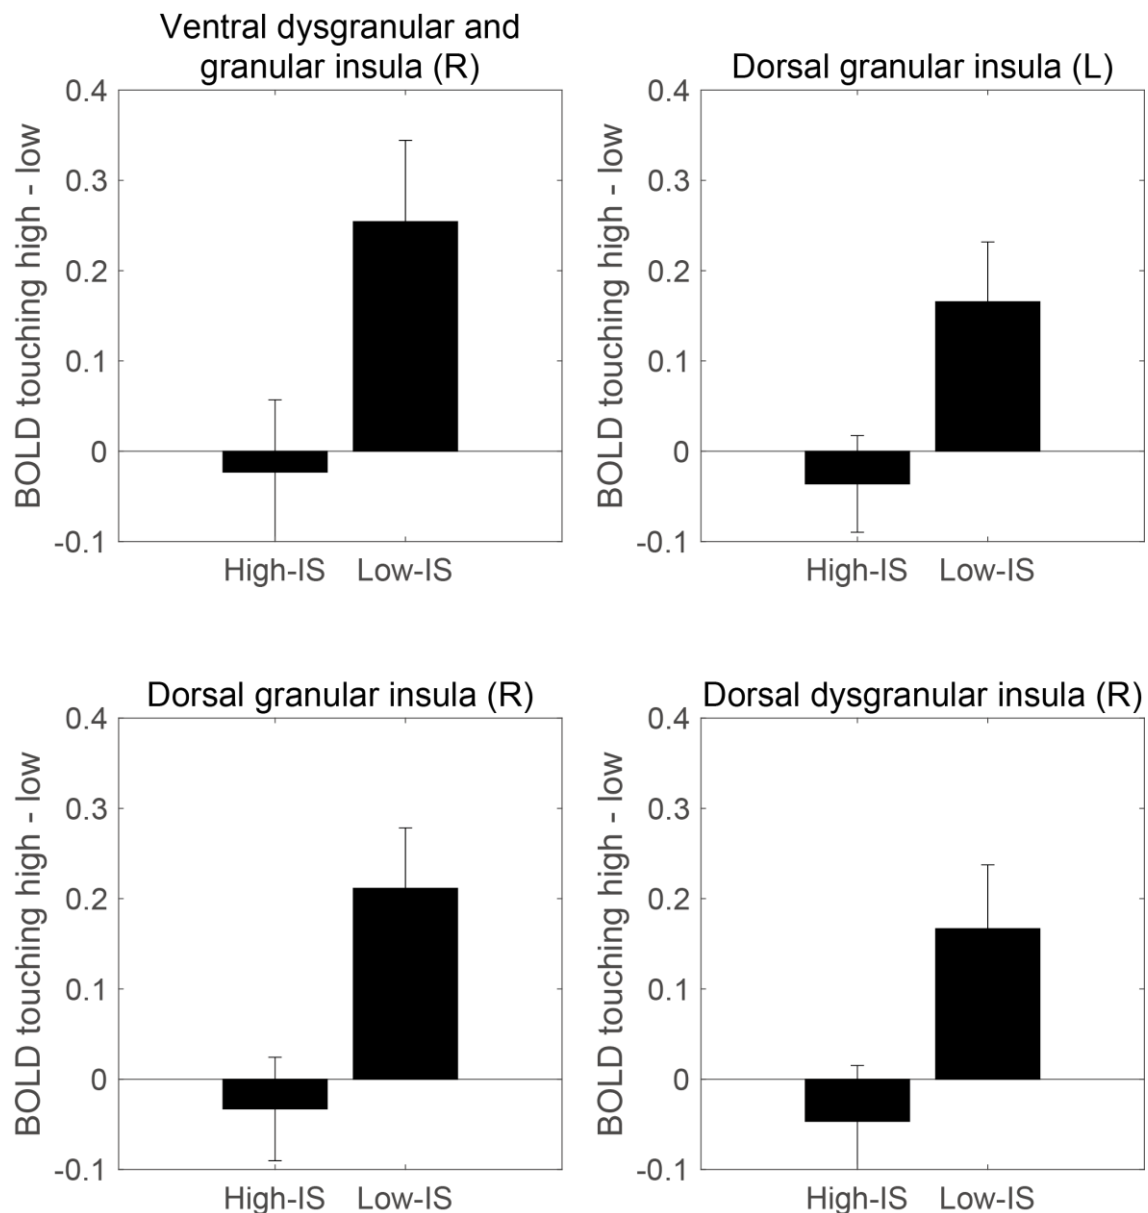 Ventral dysgranular and
granular insula (R)
BOLD touching high - low
0.4
0.3
0.2
0.1
0
-0.1
High-IS Low-IS
Dorsal granular insula (L)
BOLD touching high - low
0.4
0.3
0.2
0.1
0
-0.1
High-IS Low-IS
Dorsal granular insula (R)
BOLD touching high - low
0.4
0.3
0.2
0.1
0
-0.1
High-IS Low-IS
Dorsal dysgranular insula (R)
BOLD touching high - low
0.4
0.3
0.2
0.1
0
-0.1
High-IS Low-IS